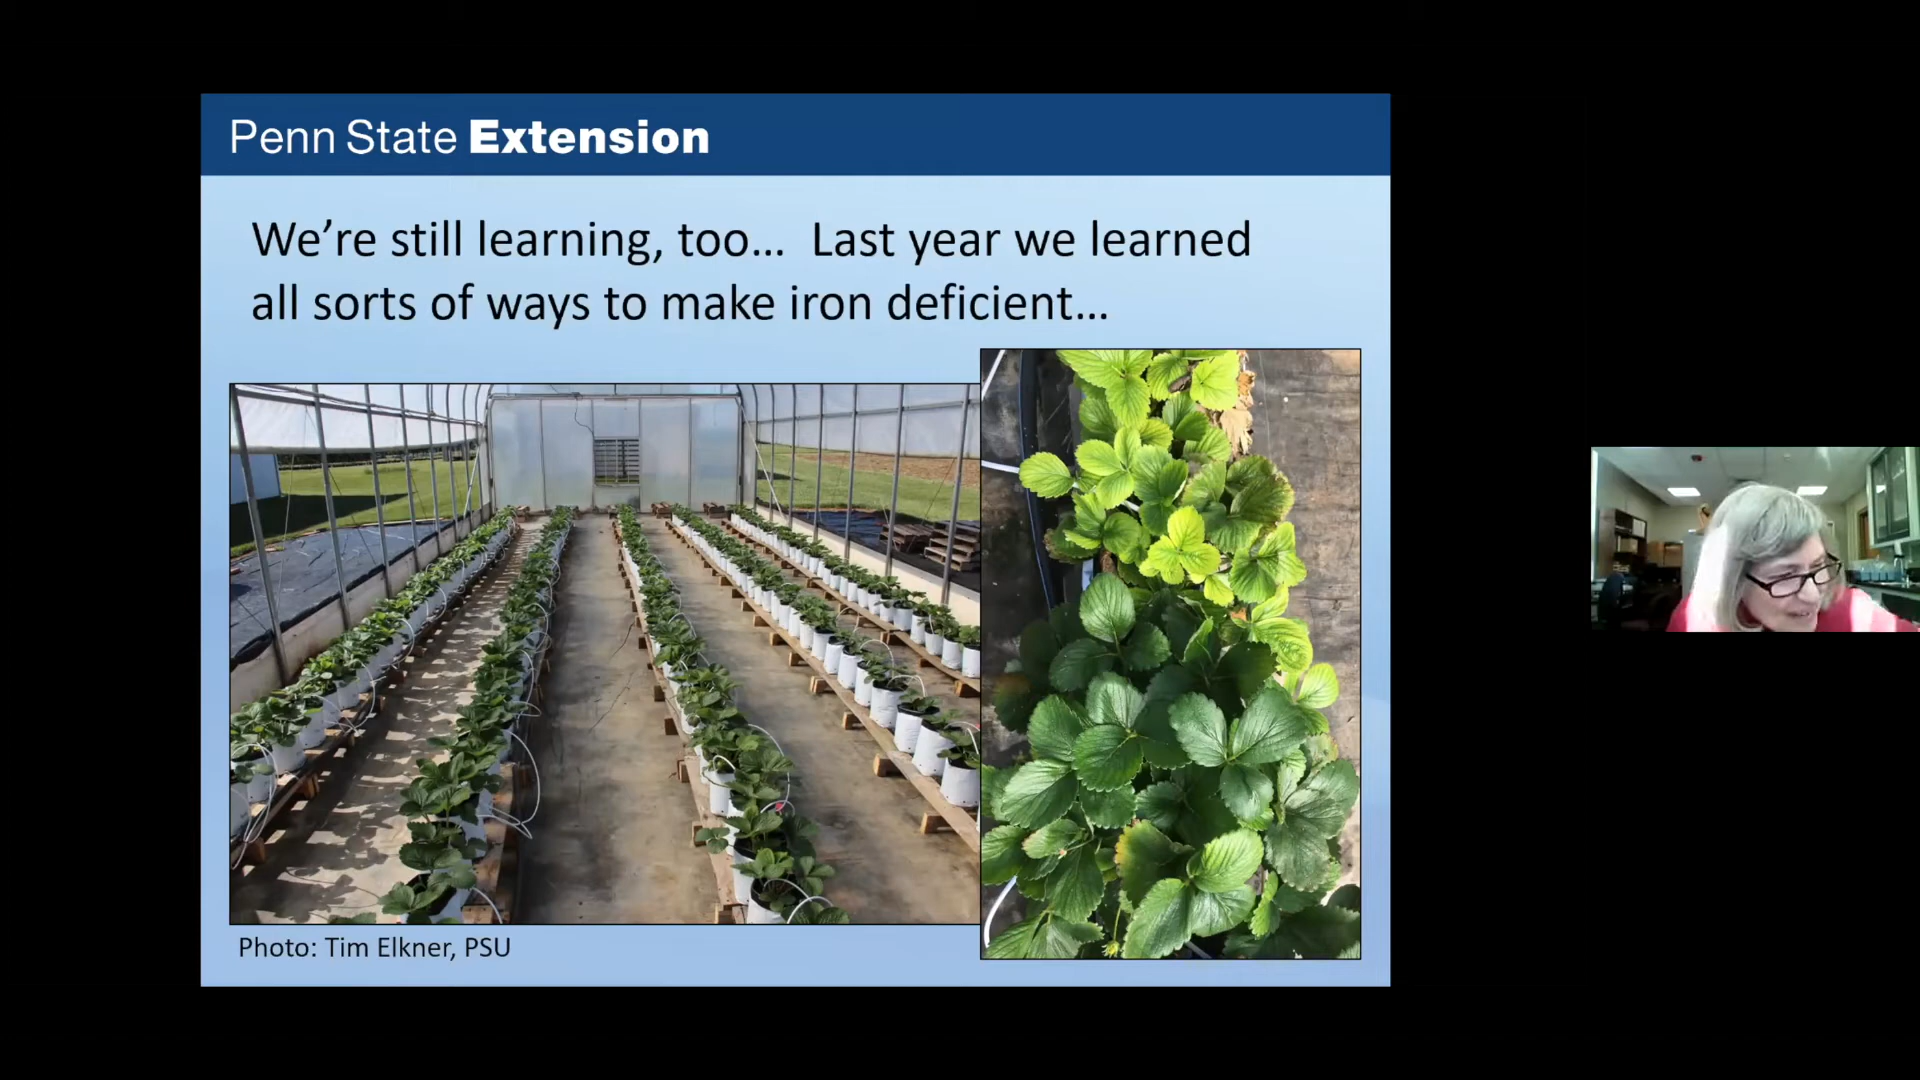 Penn State Extension
We’re still learning, too… Last year we learned
all sorts of ways to make iron deficient…
Photo: Tim Elkner, PSU